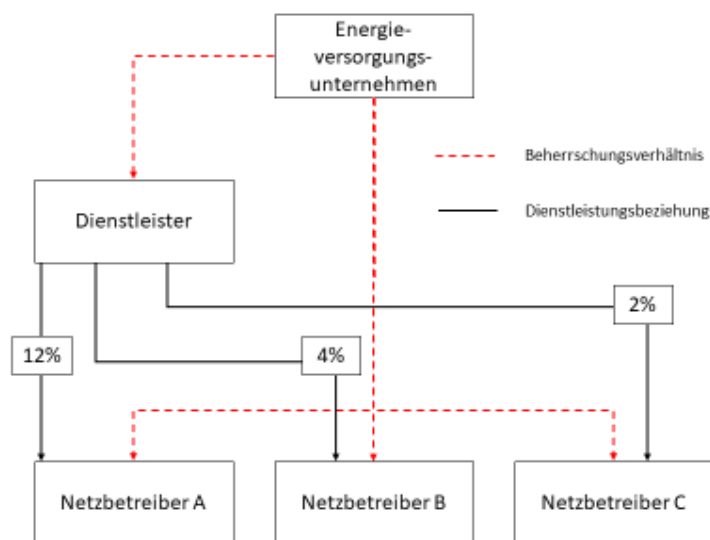 Energie-
versorgungs-
unternehmen
Beherrschungsverhältnis
Dienstleister
Dienstleistungsbeziehung
2%
12%
4%
Netzbetreiber A
Netzbetreiber B
Netzbetreiber C